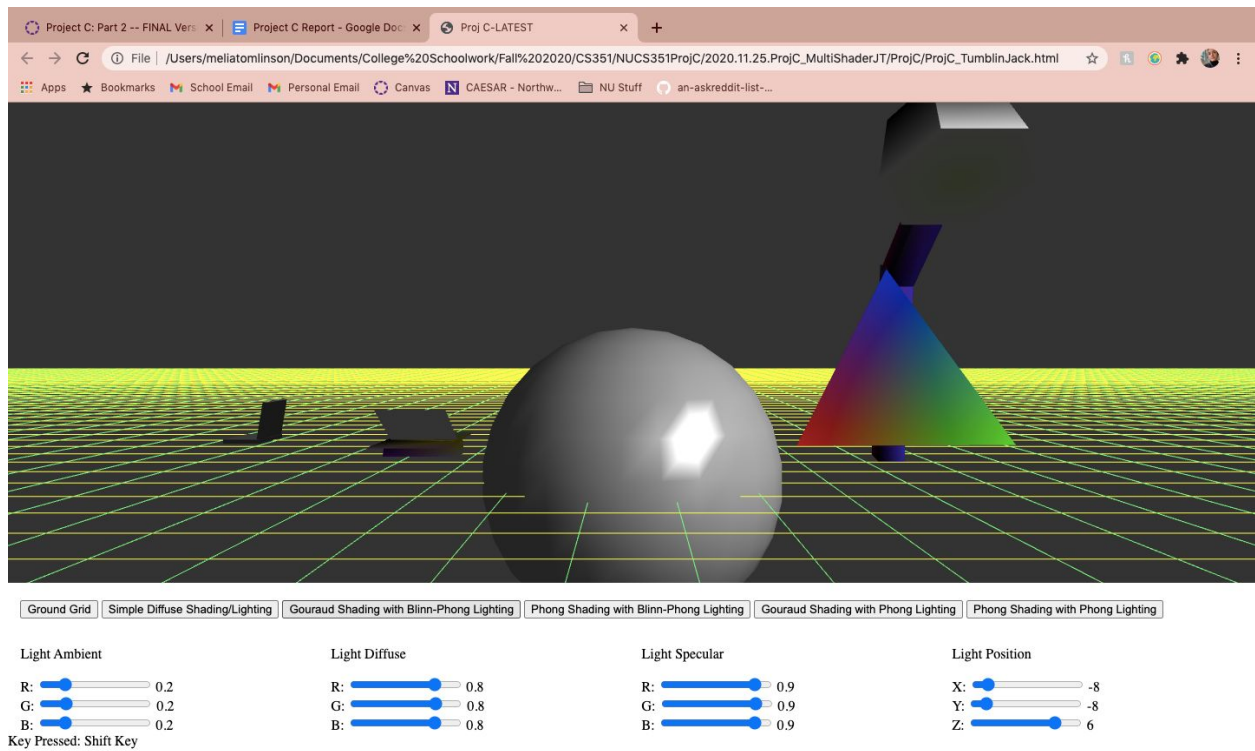 Project C: Part 2 -- FINAL Vers
Project C Report - Google Doc
Proj C-LATEST
File | /Users/meliatomlinson/Documents/College%20Schoolwork/Fall%202020/CS351/NUCS351ProjC/2020.11.25.ProjC_MultiShaderJT/ProjC/ProjC_TumblinJack.html
Apps Bookmarks School Email Personal Email Canvas N CAESAR - Northw... NU Stuff an-askreddit-list-...
Ground Grid Simple Diffuse Shading/Lighting Gouraud Shading with Blinn-Phong Lighting Phong Shading with Blinn-Phong Lighting Gouraud Shading with Phong Lighting Phong Shading with Phong Lighting
Light Ambient Light Diffuse Light Specular Light Position
R: 0.2 R: 0.8 R: 0.9 X: -8
G: 0.2 G: 0.8 G: 0.9 Y: -8
B: 0.2 B: 0.8 B: 0.9 Z: 6
Key Pressed: Shift Key